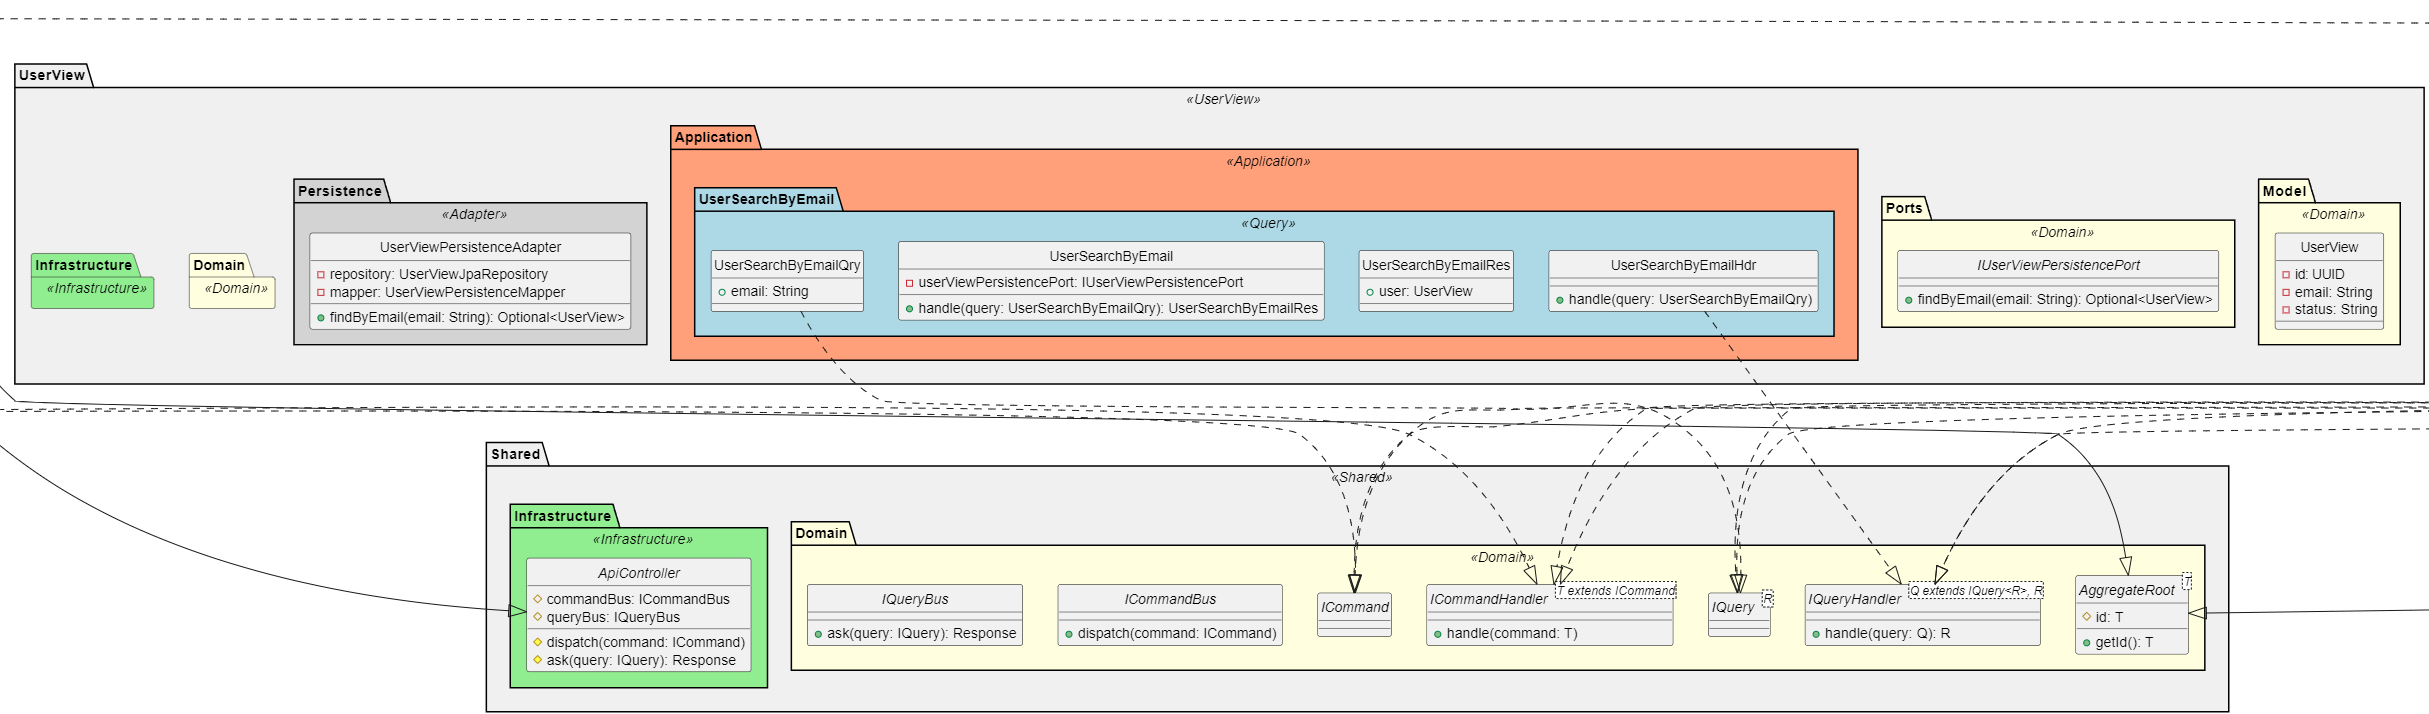 UserView
«UserView»
Application
«Application»
Persistence
«Adapter»
UserViewPersistenceAdapter
repository: UserViewJpaRepository
mapper: UserViewPersistenceMapper
findByEmail(email: String): Optional<UserView>
Infrastructure
«Infrastructure»
Domain
«Domain»
UserSearchByEmail
«Query»
UserSearchByEmailQry
email: String
UserSearchByEmail
userViewPersistencePort: IUserViewPersistencePort
handle(query: UserSearchByEmailQry): UserSearchByEmailRes
UserSearchByEmailRes
user: UserView
UserSearchByEmailHdr
handle(query: UserSearchByEmailQry)
Ports
«Domain»
IUserViewPersistencePort
findByEmail(email: String): Optional<UserView>
Model
«Domain»
UserView
id: UUID
email: String
status: String
Shared
«Shared»
Infrastructure
«Infrastructure»
ApiController
commandBus: ICommandBus
queryBus: IQueryBus
dispatch(command: ICommand)
ask(query: IQuery): Response
Domain
«Domain»
IQueryBus
ask(query: IQuery): Response
ICommandBus
dispatch(command: ICommand)
ICommand
ICommandHandler
T extends ICommand
handle(command: T)
IQuery
R
IQueryHandler
Q extends IQuery<R>, R
handle(query: Q): R
AggregateRoot
T
id: T
getId(): T